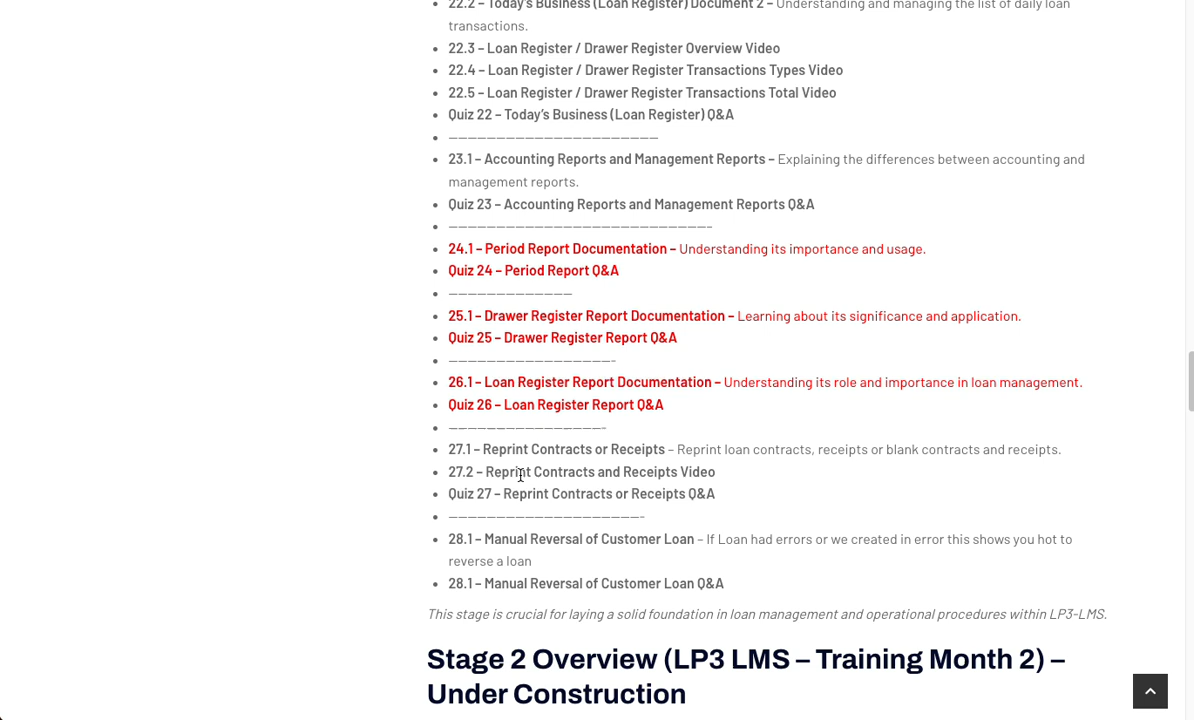 22.2 – Today's Business (Loan Register) Document 2 – Understanding and managing the list of daily loan
transactions.
22.3 – Loan Register / Drawer Register Overview Video
22.4 – Loan Register / Drawer Register Transactions Types Video
22.5 – Loan Register / Drawer Register Transactions Total Video
Quiz 22 – Today's Business (Loan Register) Q&A
——————————————————————
23.1 – Accounting Reports and Management Reports – Explaining the differences between accounting and
management reports.
Quiz 23 – Accounting Reports and Management Reports Q&A
———————————————————————————-
24.1 – Period Report Documentation – Understanding its importance and usage.
Quiz 24 – Period Report Q&A
—————————————
25.1 – Drawer Register Report Documentation – Learning about its significance and application.
Quiz 25 – Drawer Register Report Q&A
—————————————————-
26.1 – Loan Register Report Documentation – Understanding its role and importance in loan management.
Quiz 26 – Loan Register Report Q&A
————————————————-
27.1 – Reprint Contracts or Receipts – Reprint loan contracts, receipts or blank contracts and receipts.
27.2 – Reprint Contracts and Receipts Video
Quiz 27 – Reprint Contracts or Receipts Q&A
————————————————————-
28.1 – Manual Reversal of Customer Loan – If Loan had errors or we created in error this shows you hot to
reverse a loan
28.1 – Manual Reversal of Customer Loan Q&A
This stage is crucial for laying a solid foundation in loan management and operational procedures within LP3-LMS.
Stage 2 Overview (LP3 LMS – Training Month 2) –
Under Construction